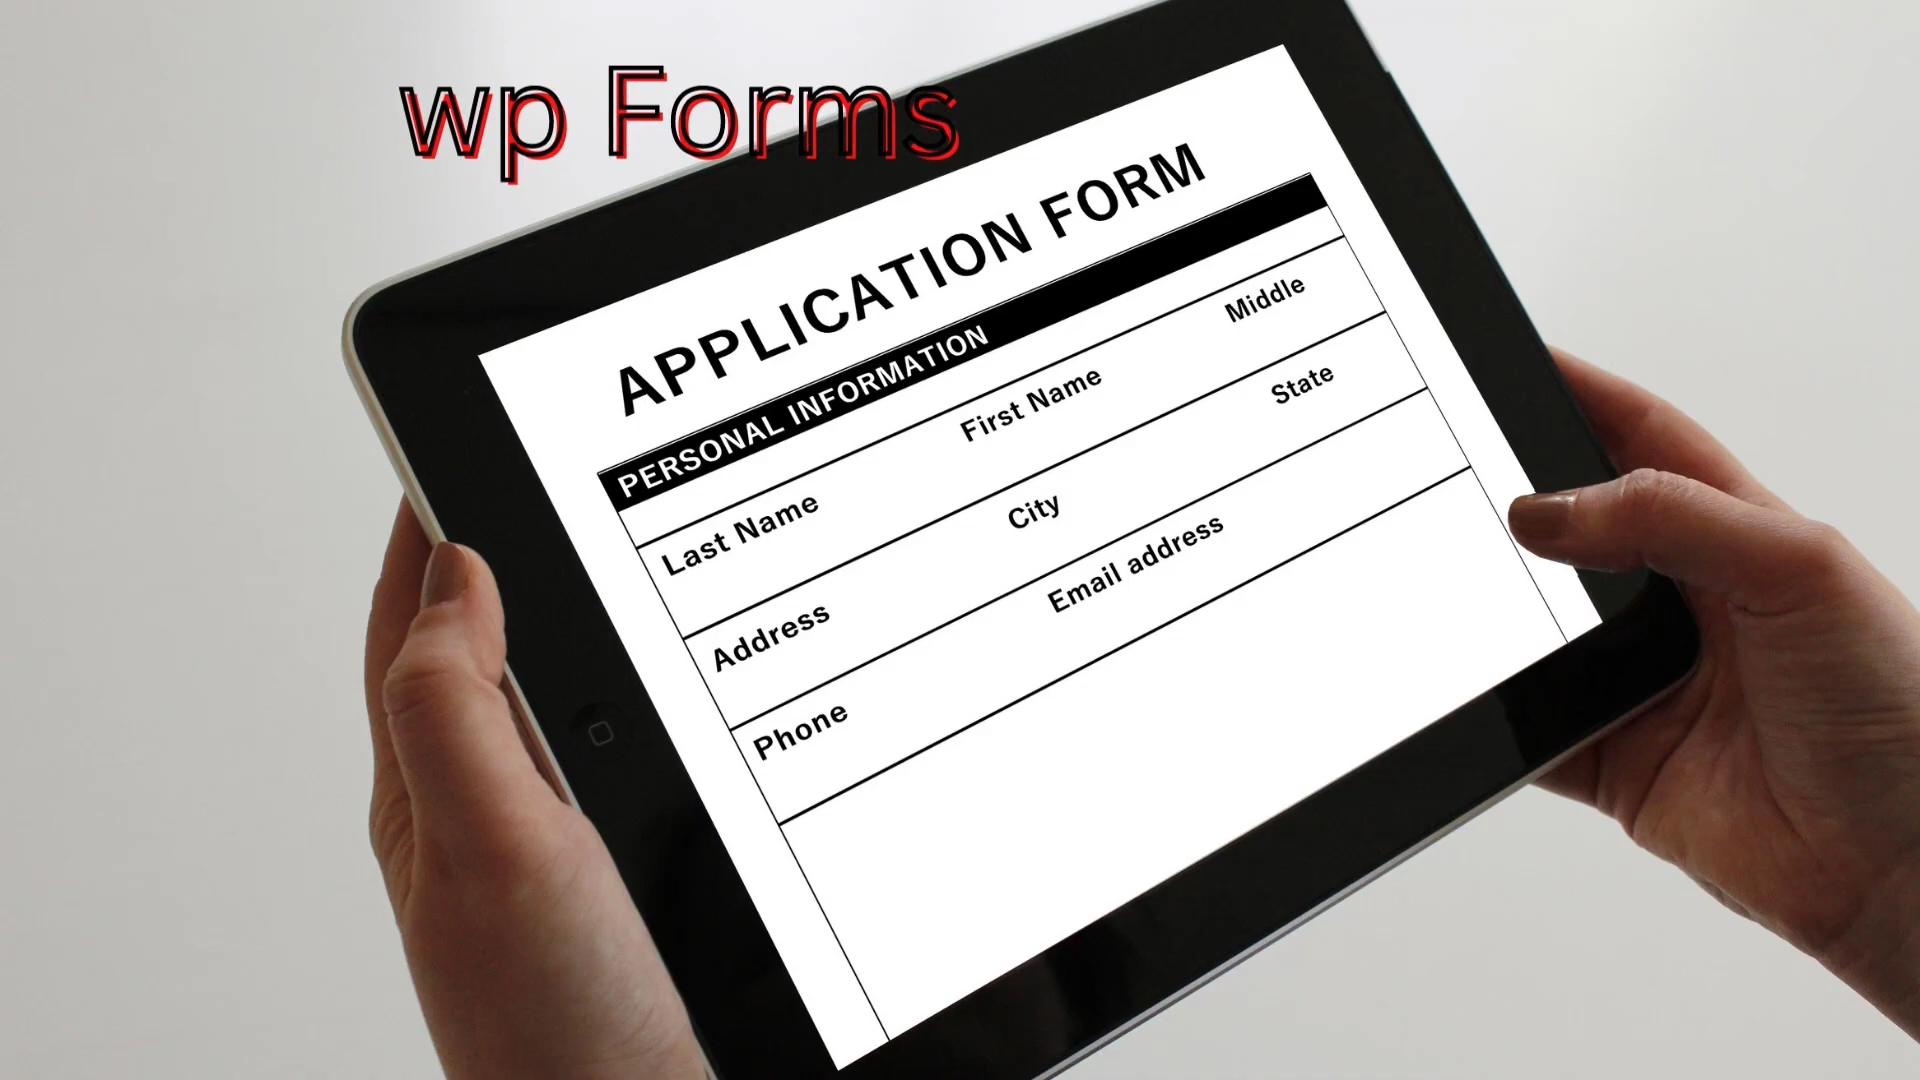 wp Forms
APPLICATION FORM
PERSONAL INFORMATION
Last Name First Name Middle
Address City State
Phone Email address